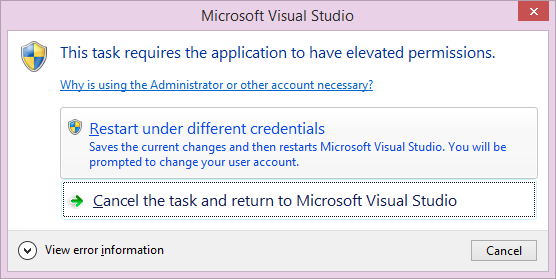 Microsoft Visual Studio
This task requires the application to have elevated permissions.
Why is using the Administrator or other account necessary?
Restart under different credentials
Saves the current changes and then restarts Microsoft Visual Studio. You will be
prompted to change your user account.
Cancel the task and return to Microsoft Visual Studio
View error information
Cancel